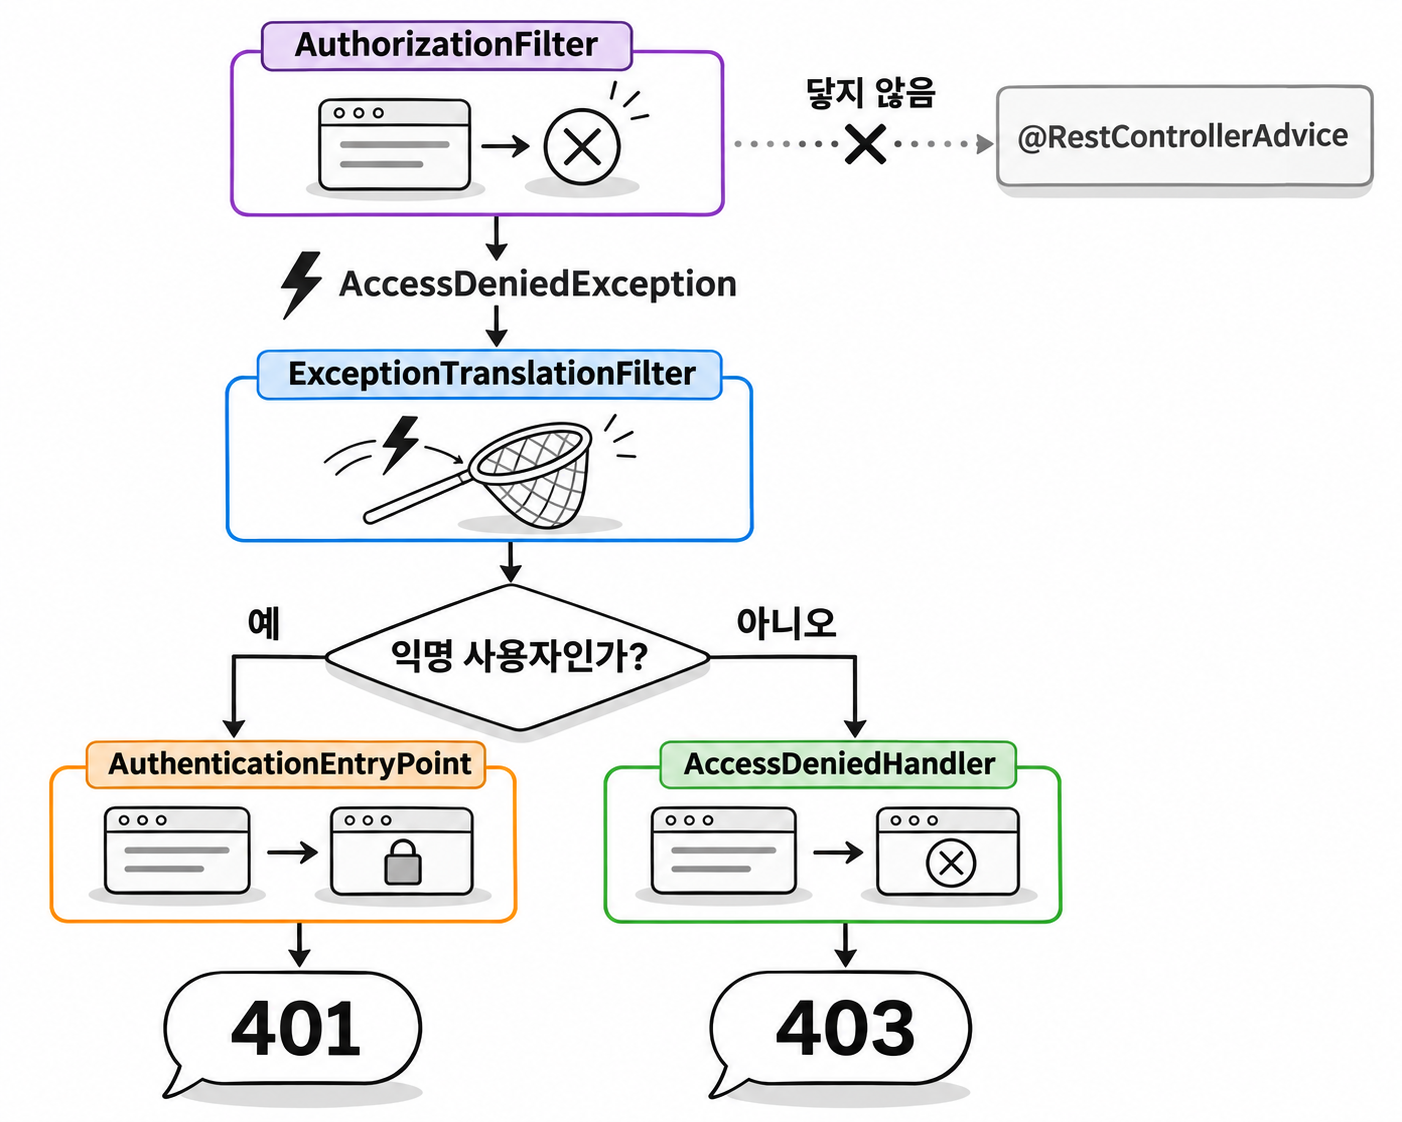 AuthorizationFilter
닿지 않음
@RestControllerAdvice
AccessDeniedException
ExceptionTranslationFilter
예
아니오
익명 사용자인가?
AuthenticationEntryPoint
AccessDeniedHandler
401
403